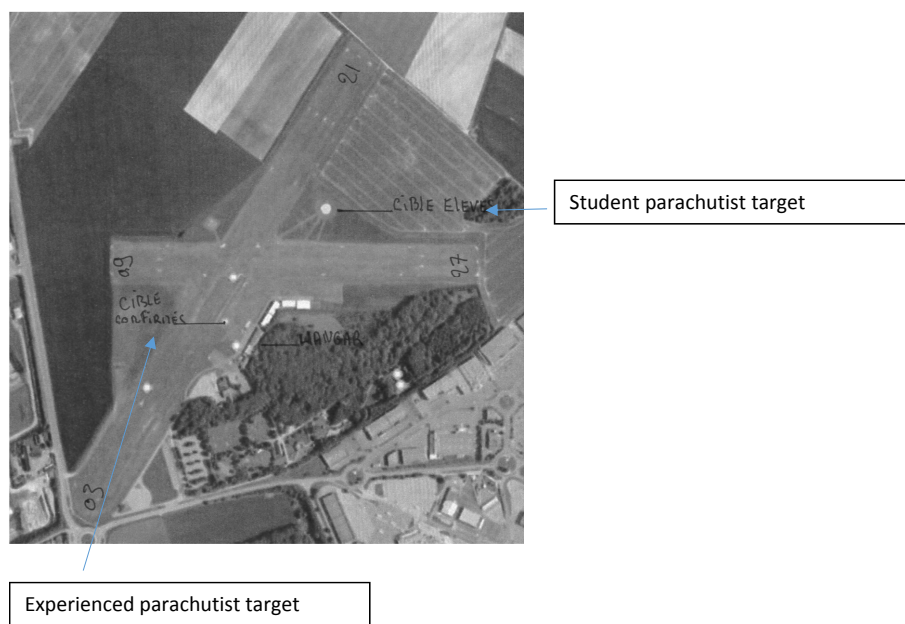 21
CIBLE ELEVES
Student parachutist target
09
27
CIBLE
CONFIRMÉS
HANGAR
03
Experienced parachutist target